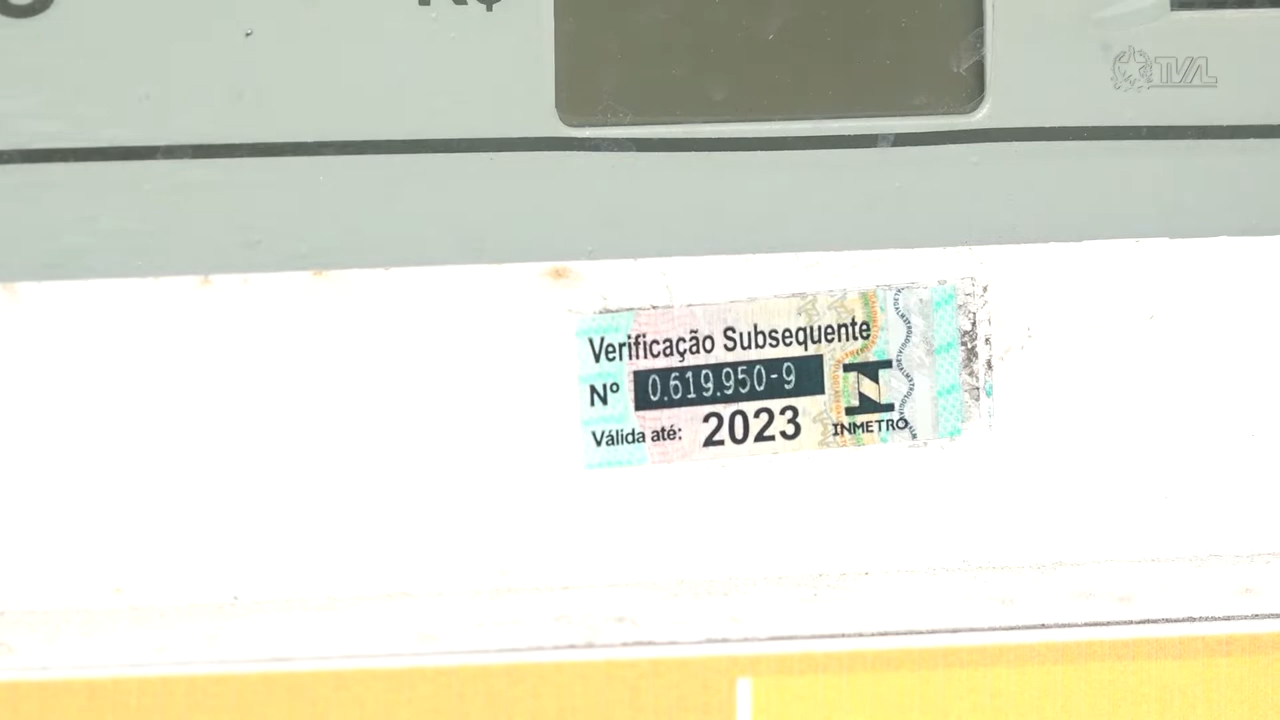 R$
TVAL
Verificação Subsequente
Nº 0.619.950-9
Válida até: 2023
INMETRO